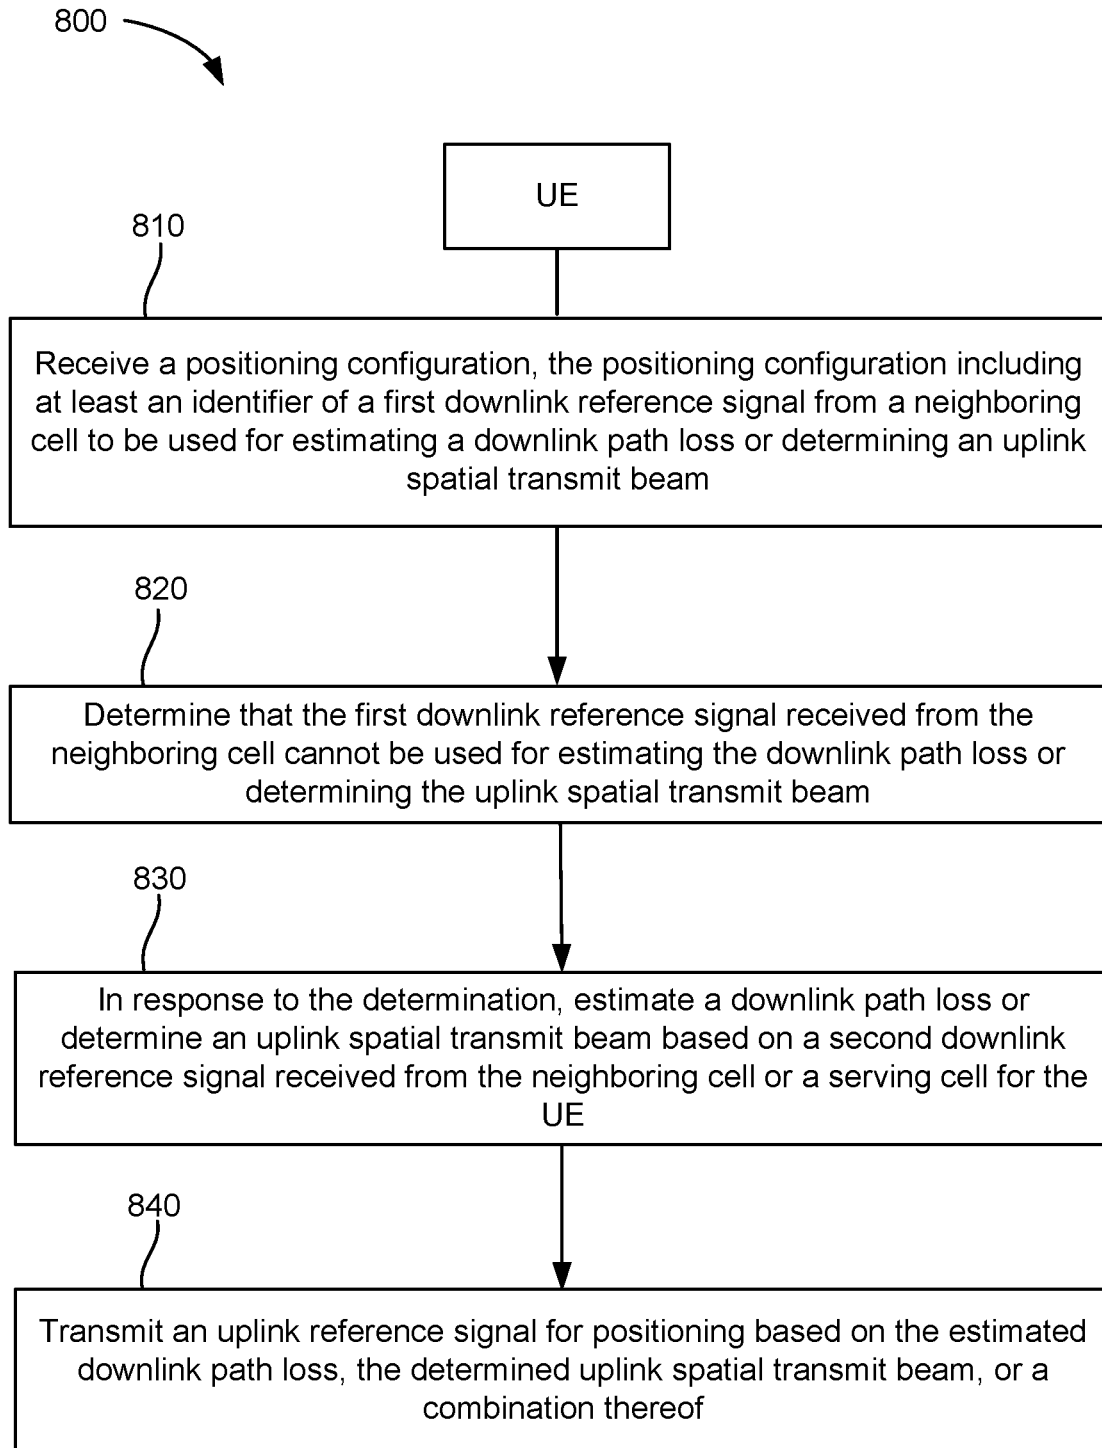 800
UE
810
Receive a positioning configuration, the positioning configuration including
at least an identifier of a first downlink reference signal from a neighboring
cell to be used for estimating a downlink path loss or determining an uplink
spatial transmit beam
820
Determine that the first downlink reference signal received from the
neighboring cell cannot be used for estimating the downlink path loss or
determining the uplink spatial transmit beam
830
In response to the determination, estimate a downlink path loss or
determine an uplink spatial transmit beam based on a second downlink
reference signal received from the neighboring cell or a serving cell for the
UE
840
Transmit an uplink reference signal for positioning based on the estimated
downlink path loss, the determined uplink spatial transmit beam, or a
combination thereof